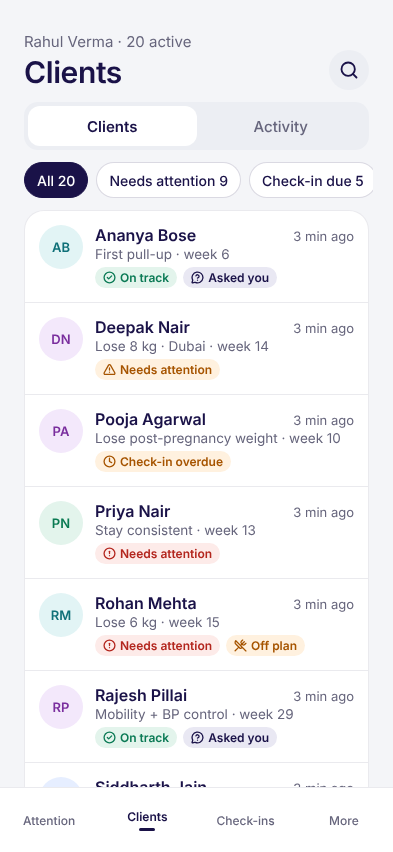 Rahul Verma · 20 active
Clients
Clients
Activity
All 20
Needs attention 9
Check-in due 5
AB
Ananya Bose
3 min ago
First pull-up · week 6
On track
Asked you
DN
Deepak Nair
3 min ago
Lose 8 kg · Dubai · week 14
Needs attention
PA
Pooja Agarwal
3 min ago
Lose post-pregnancy weight · week 10
Check-in overdue
PN
Priya Nair
3 min ago
Stay consistent · week 13
Needs attention
RM
Rohan Mehta
3 min ago
Lose 6 kg · week 15
Needs attention
Off plan
RP
Rajesh Pillai
3 min ago
Mobility + BP control · week 29
On track
Asked you
Siddharth Jain
3 min ago
Attention
Clients
Check-ins
More